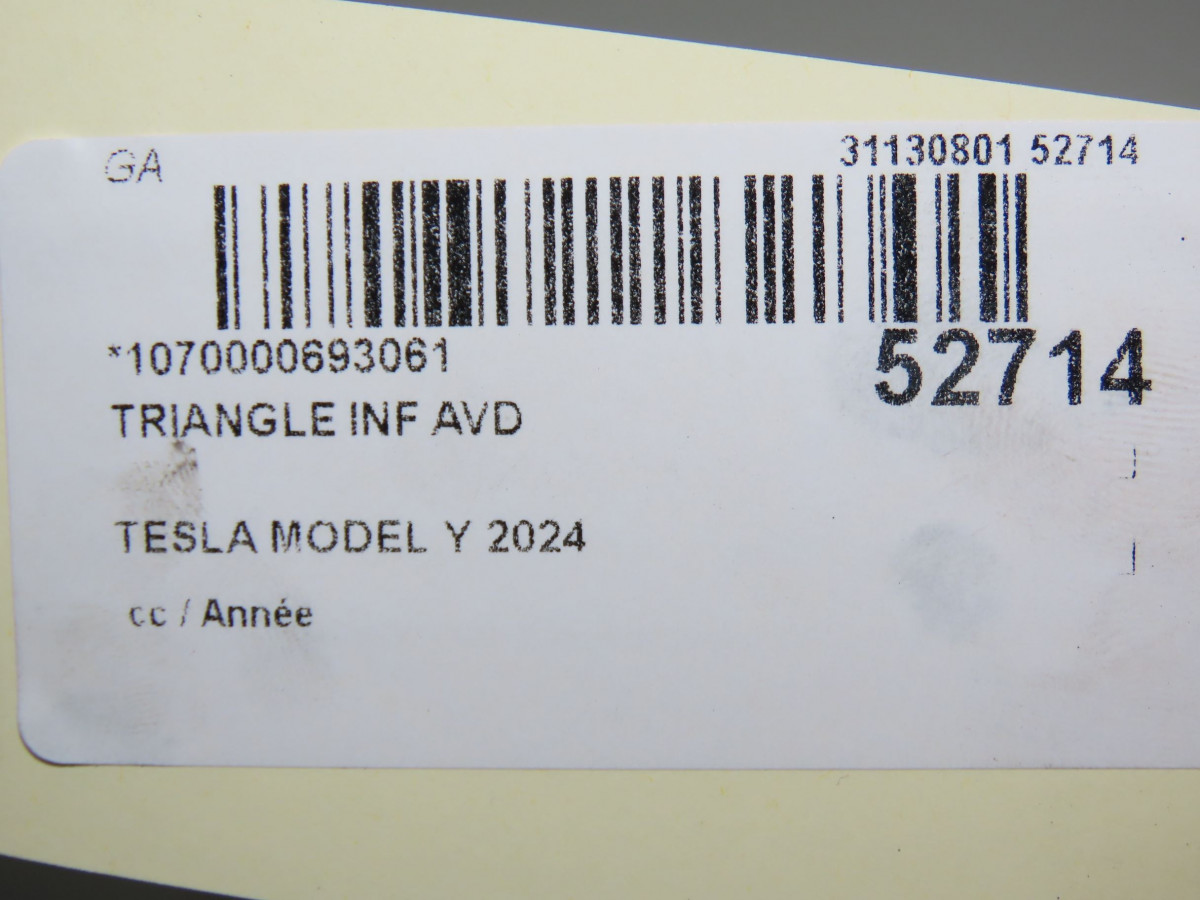 GA
31130801 52714
*1070000693061
52714
TRIANGLE INF AVD
TESLA MODEL Y 2024
cc / Année